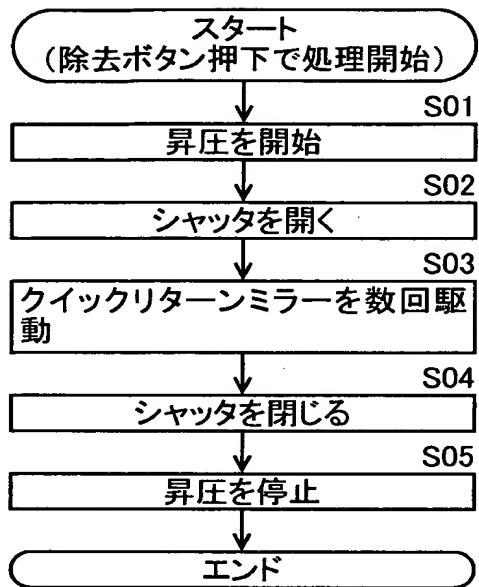 スタート
(除去ボタン押下で処理開始)
S01
昇圧を開始
S02
シャッタを開く
S03
クイックリターンミラーを数回駆
動
S04
シャッタを閉じる
S05
昇圧を停止
エンド